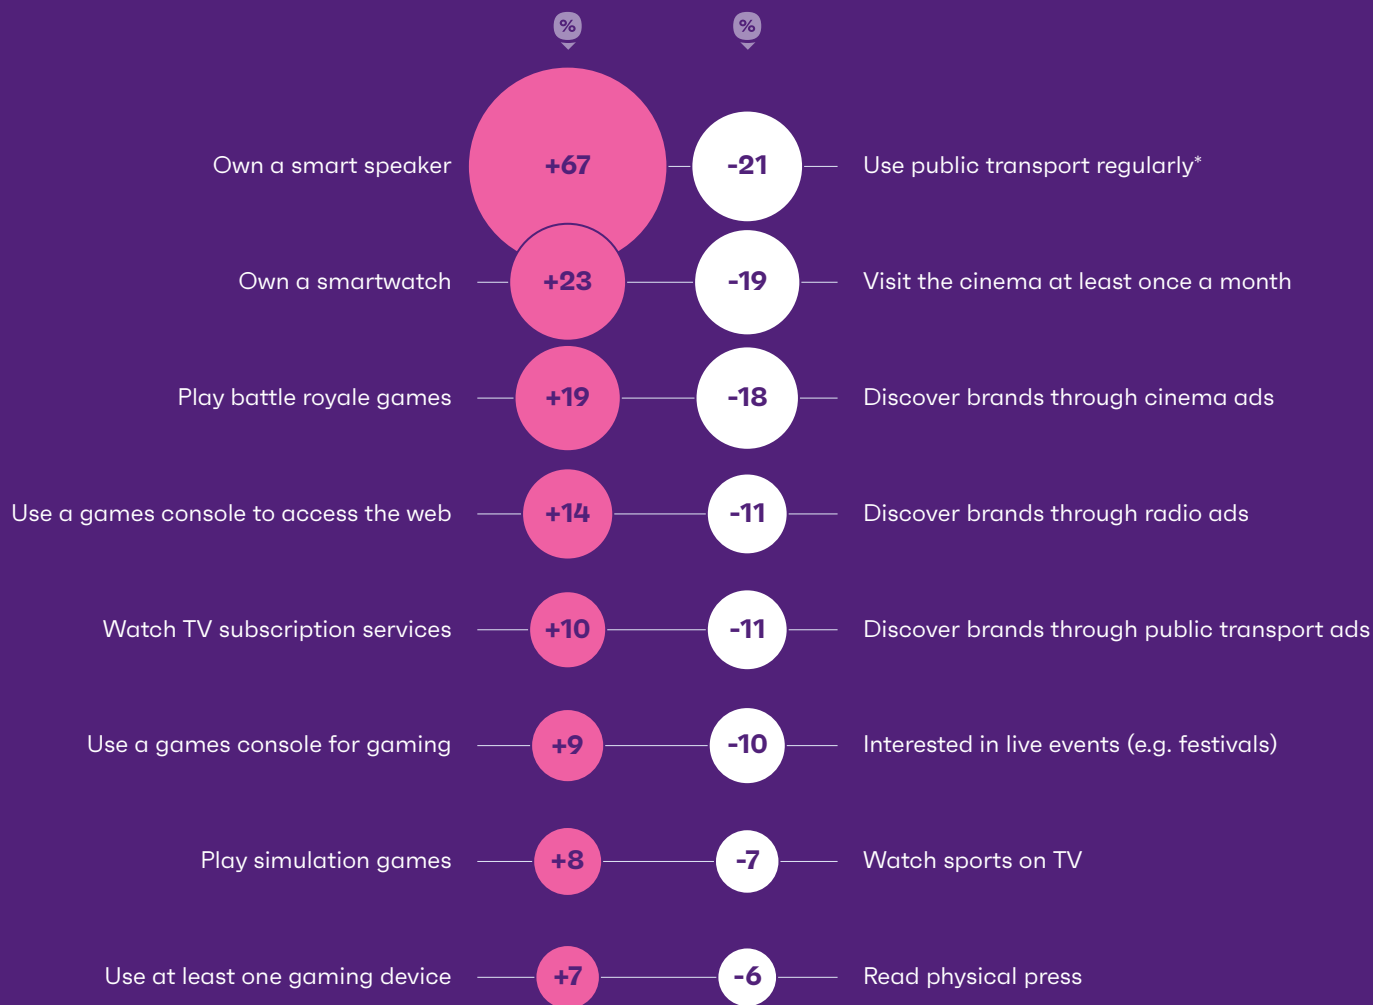 % %
Own a smart speaker +67 -21 Use public transport regularly*
Own a smartwatch +23 -19 Visit the cinema at least once a month
Play battle royale games +19 -18 Discover brands through cinema ads
Use a games console to access the web +14 -11 Discover brands through radio ads
Watch TV subscription services +10 -11 Discover brands through public transport ads
Use a games console for gaming +9 -10 Interested in live events (e.g. festivals)
Play simulation games +8 -7 Watch sports on TV
Use at least one gaming device +7 -6 Read physical press